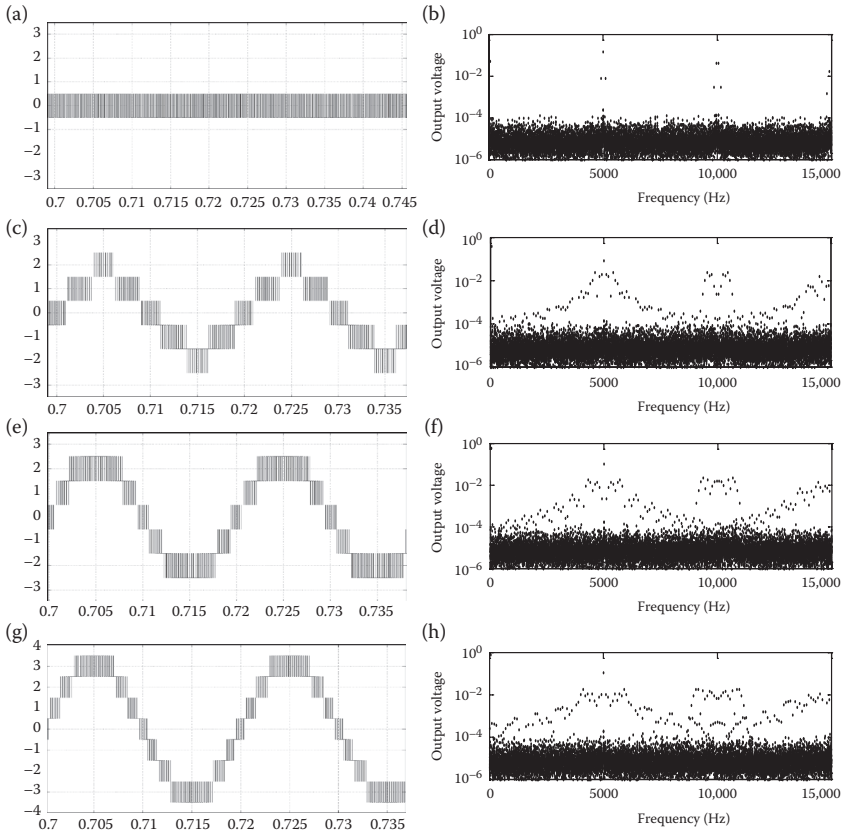 (a)
3
2
1
0
−1
−2
−3
0.7 0.705 0.71 0.715 0.72 0.725 0.73 0.735 0.74 0.745
(b)
Output voltage
10⁰
10⁻²
10⁻⁴
10⁻⁶
0 5000 10,000 15,000
Frequency (Hz)
(c)
3
2
1
0
−1
−2
−3
0.7 0.705 0.71 0.715 0.72 0.725 0.73 0.735
(d)
Output voltage
10⁰
10⁻²
10⁻⁴
10⁻⁶
0 5000 10,000 15,000
Frequency (Hz)
(e)
3
2
1
0
−1
−2
−3
0.7 0.705 0.71 0.715 0.72 0.725 0.73 0.735
(f)
Output voltage
10⁰
10⁻²
10⁻⁴
10⁻⁶
0 5000 10,000 15,000
Frequency (Hz)
(g)
4
3
2
1
0
−1
−2
−3
−4
0.7 0.705 0.71 0.715 0.72 0.725 0.73 0.735
(h)
Output voltage
10⁰
10⁻²
10⁻⁴
10⁻⁶
0 5000 10,000 15,000
Frequency (Hz)